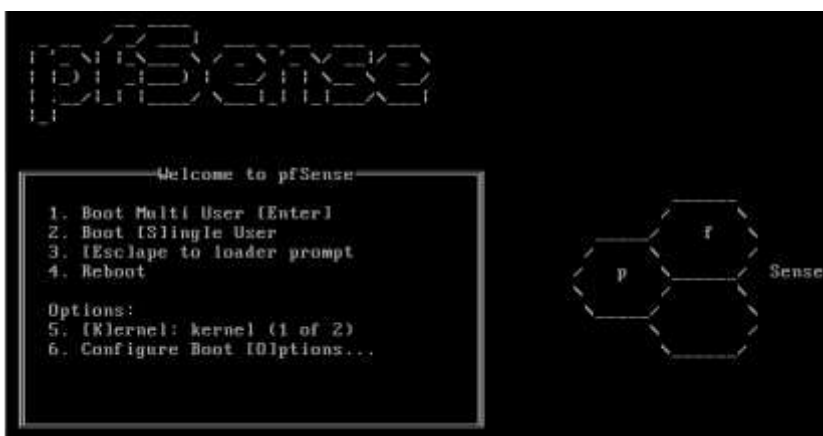 pfSense
Welcome to pfSense
1. Boot Multi User [Enter]
2. Boot [S]ingle User
3. [Esc]ape to loader prompt
4. Reboot
Options:
5. [K]ernel: kernel (1 of 2)
6. Configure Boot [O]ptions...
f
p
Sense